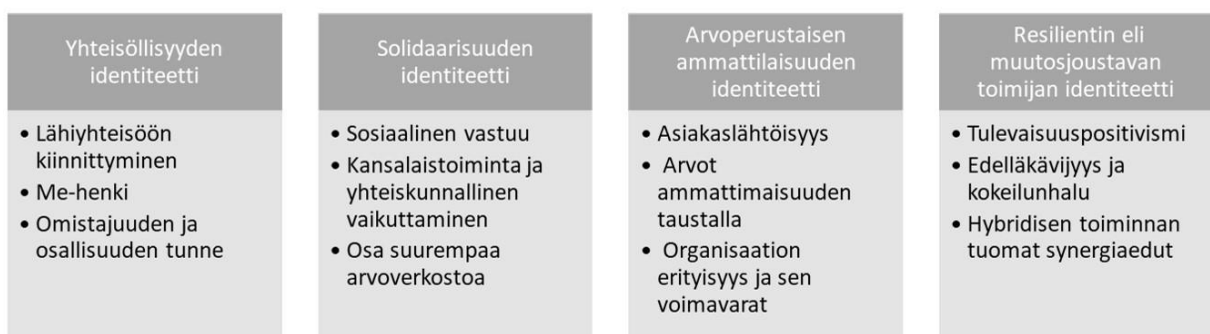 Yhteisöllisyyden
identiteetti
• Lähiyhteisöön
kiinnittyminen
• Me-henki
• Omistajuuden ja
osallisuuden tunne
Solidaarisuuden
identiteetti
• Sosiaalinen vastuu
• Kansalaistoiminta ja
yhteiskunnallinen
vaikuttaminen
• Osa suurempaa
arvoverkostoa
Arvoperustaisen
ammattilaisuuden
identiteetti
• Asiakaslähtöisyys
• Arvot
ammattimaisuuden
taustalla
• Organisaation
erityisyys ja sen
voimavarat
Resilientin eli
muutosjoustavan
toimijan identiteetti
• Tulevaisuuspositivismi
• Edelläkävijyys ja
kokeilunhalu
• Hybridisen toiminnan
tuomat synergiaedut